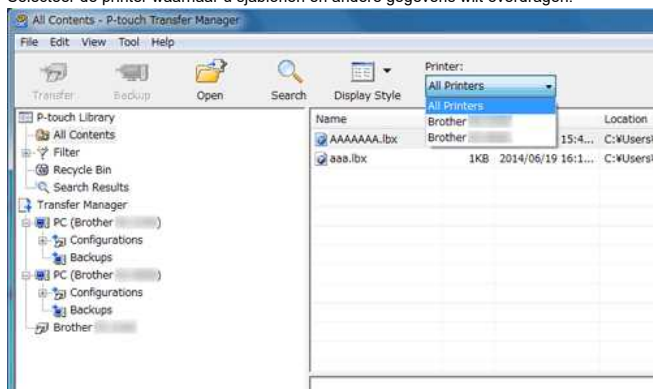 Selecteer de printer waarnaar u sjablonen en andere gegevens wilt overdragen.
All Contents - P-touch Transfer Manager
File Edit View Tool Help
Printer:
All Printers
Transfer Backup Open Search Display Style
All Printers
Brother
Brother
P-touch Library
All Contents
Filter
Recycle Bin
Search Results
Transfer Manager
PC (Brother )
Configurations
Backups
PC (Brother )
Configurations
Backups
Brother
Name Location
AAAAAAA.lbx 15:4... C:¥Users¥
aaa.lbx 1KB 2014/06/19 16:1... C:¥Users¥